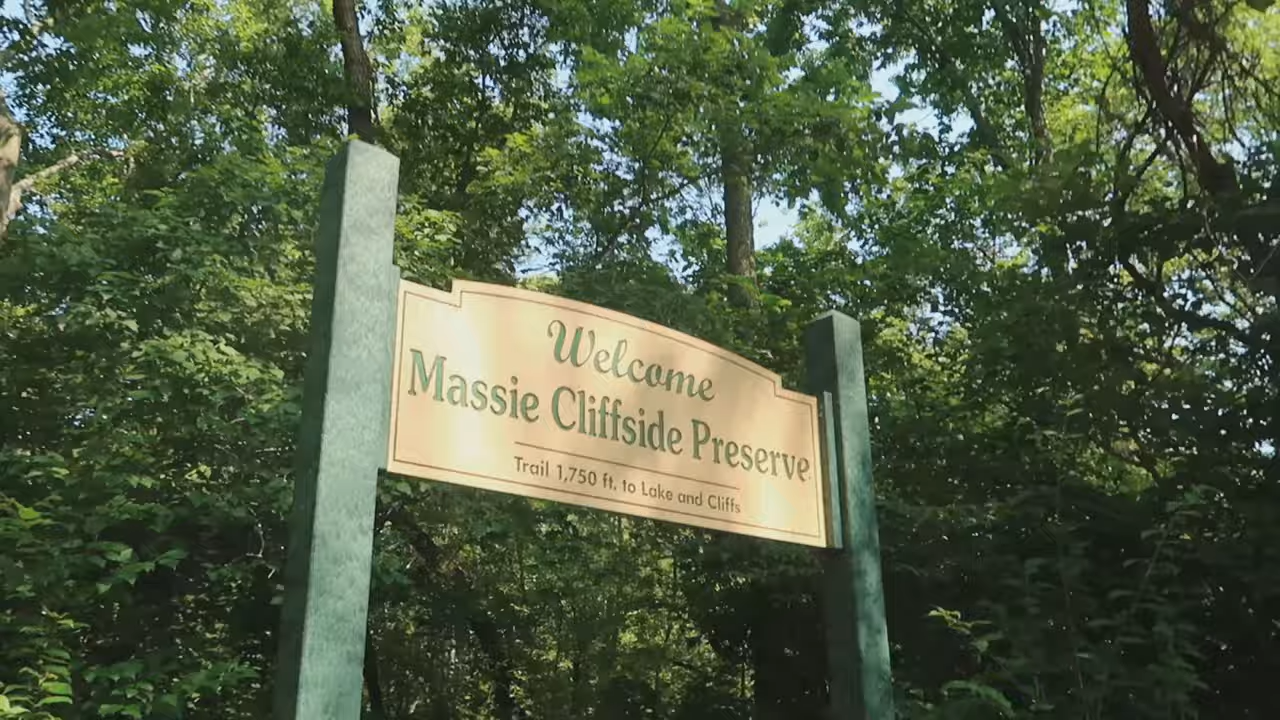 Welcome
Massie Cliffside Preserve
Trail 1,750 ft. to Lake and Cliffs